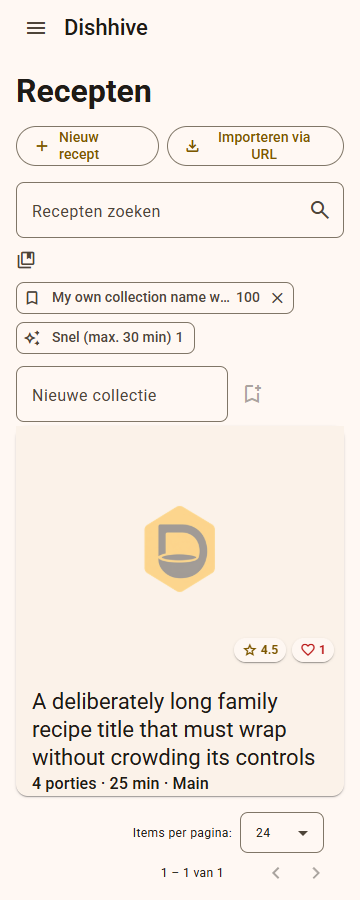 Dishhive
Recepten
Nieuw
recept
Importeren via
URL
Recepten zoeken
My own collection name w... 100
Snel (max. 30 min) 1
Nieuwe collectie
4.5
1
A deliberately long family
recipe title that must wrap
without crowding its controls
4 porties · 25 min · Main
Items per pagina: 24
1 – 1 van 1